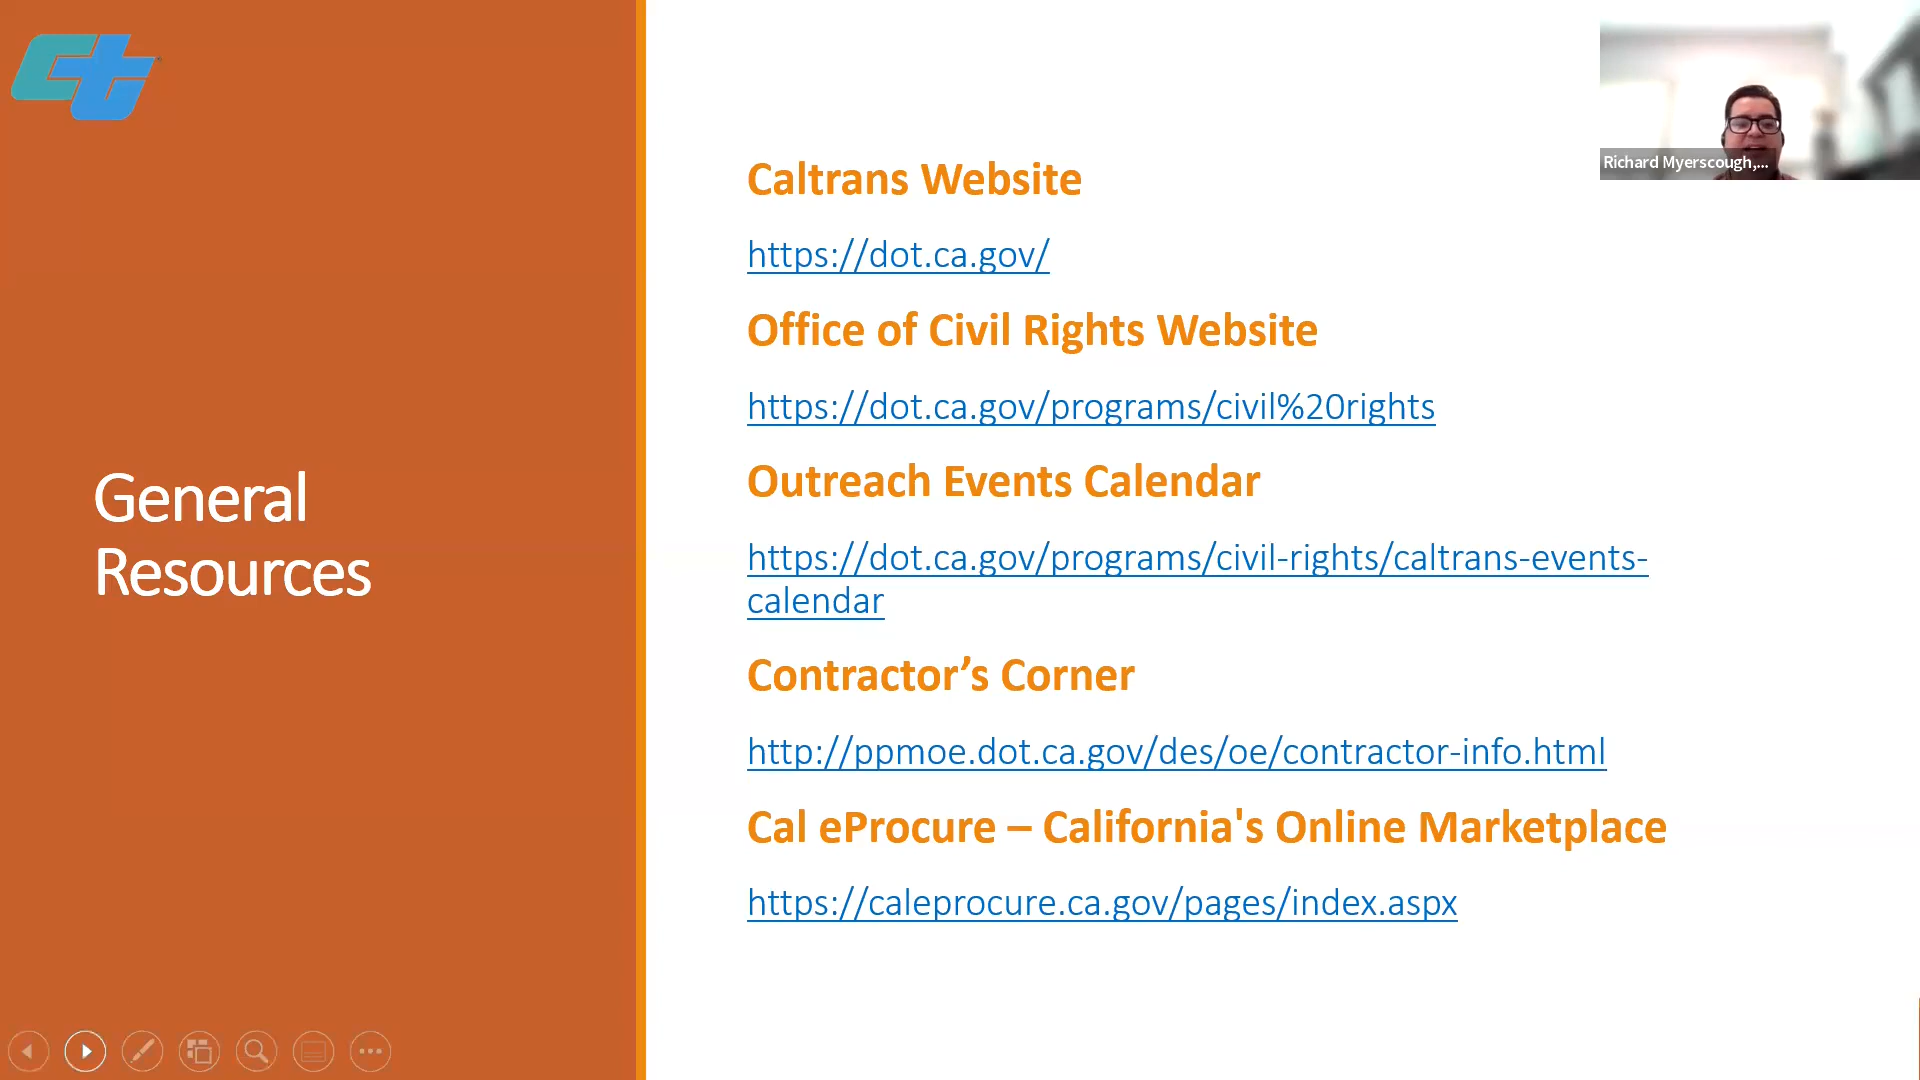 General
Resources
Caltrans Website
https://dot.ca.gov/
Office of Civil Rights Website
https://dot.ca.gov/programs/civil%20rights
Outreach Events Calendar
https://dot.ca.gov/programs/civil-rights/caltrans-events-
calendar
Contractor’s Corner
http://ppmoe.dot.ca.gov/des/oe/contractor-info.html
Cal eProcure – California's Online Marketplace
https://caleprocure.ca.gov/pages/index.aspx
Richard Myerscough,...